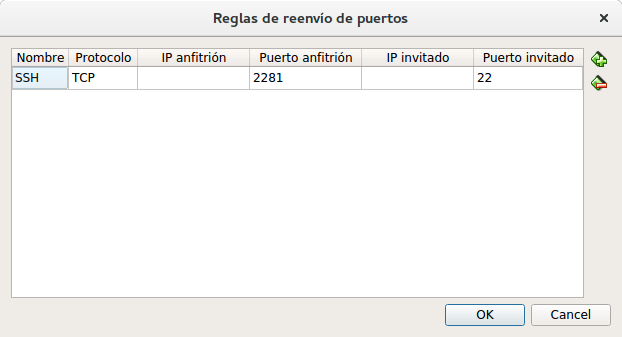 Reglas de reenvío de puertos
Nombre Protocolo IP anfitrión Puerto anfitrión IP invitado Puerto invitado
SSH TCP 2281 22
OK Cancel